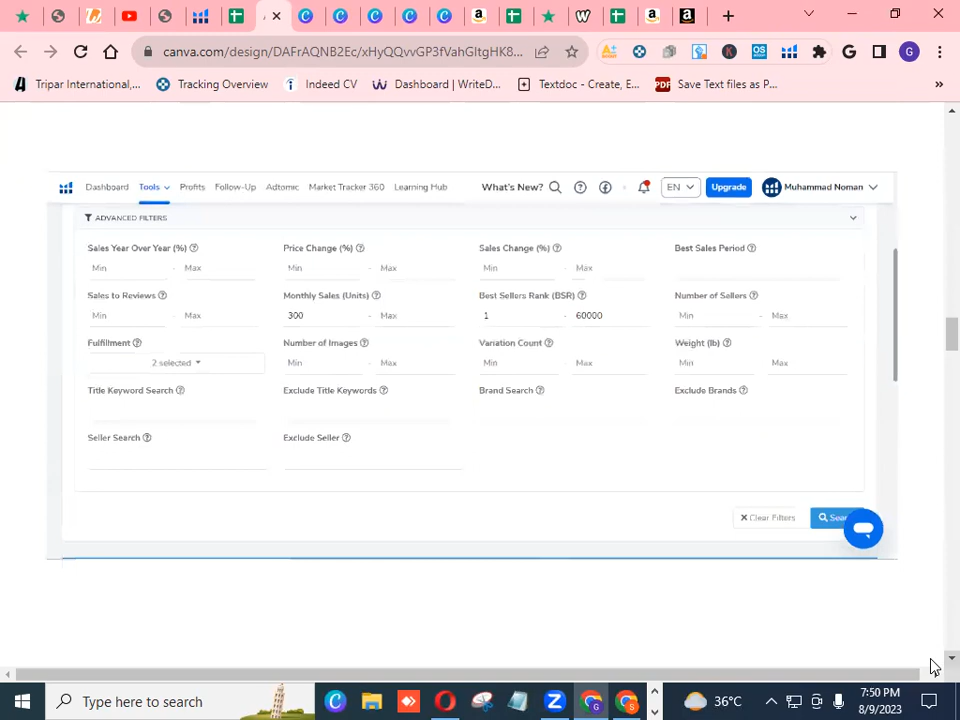 canva.com/design/DAFrAQNB2Ec/xHyQQvvGP3fVahGItgHK8...
G
Tripar International,...
Tracking Overview
Indeed CV
Dashboard | WriteD...
Textdoc - Create, E...
Save Text files as P...
»
Dashboard Tools Profits Follow-Up Adtomic Market Tracker 360 Learning Hub What's New? EN Upgrade Muhammad Noman
ADVANCED FILTERS
Sales Year Over Year (%) Price Change (%) Sales Change (%) Best Sales Period
Min - Max Min - Max Min - Max
Sales to Reviews Monthly Sales (Units) Best Sellers Rank (BSR) Number of Sellers
Min - Max 300 - Max 1 - 60000 Min - Max
Fulfillment Number of Images Variation Count Weight (lb)
2 selected Min - Max Min - Max Min - Max
Title Keyword Search Exclude Title Keywords Brand Search Exclude Brands
Seller Search Exclude Seller
Clear Filters Sear
Type here to search
36°C
7:50 PM
8/9/2023